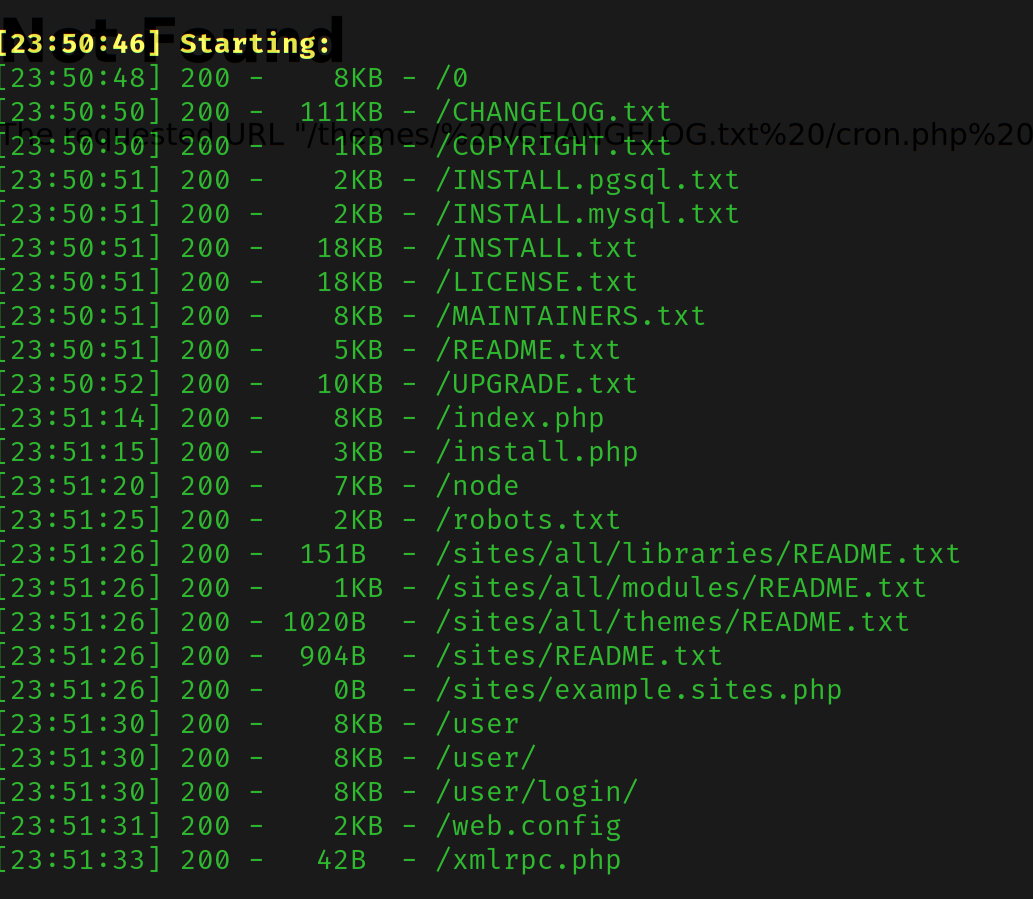 Not Found
[23:50:46] Starting:
[23:50:48] 200 -    8KB - /0
[23:50:50] 200 -  111KB - /CHANGELOG.txt
The requested URL "/themes/%20/CHANGELOG.txt%20/cron.php%20
[23:50:50] 200 -    1KB - /COPYRIGHT.txt
[23:50:51] 200 -    2KB - /INSTALL.pgsql.txt
[23:50:51] 200 -    2KB - /INSTALL.mysql.txt
[23:50:51] 200 -   18KB - /INSTALL.txt
[23:50:51] 200 -   18KB - /LICENSE.txt
[23:50:51] 200 -    8KB - /MAINTAINERS.txt
[23:50:51] 200 -    5KB - /README.txt
[23:50:52] 200 -   10KB - /UPGRADE.txt
[23:51:14] 200 -    8KB - /index.php
[23:51:15] 200 -    3KB - /install.php
[23:51:20] 200 -    7KB - /node
[23:51:25] 200 -    2KB - /robots.txt
[23:51:26] 200 -  151B  - /sites/all/libraries/README.txt
[23:51:26] 200 -    1KB - /sites/all/modules/README.txt
[23:51:26] 200 - 1020B  - /sites/all/themes/README.txt
[23:51:26] 200 -  904B  - /sites/README.txt
[23:51:26] 200 -    0B  - /sites/example.sites.php
[23:51:30] 200 -    8KB - /user
[23:51:30] 200 -    8KB - /user/
[23:51:30] 200 -    8KB - /user/login/
[23:51:31] 200 -    2KB - /web.config
[23:51:33] 200 -   42B  - /xmlrpc.php